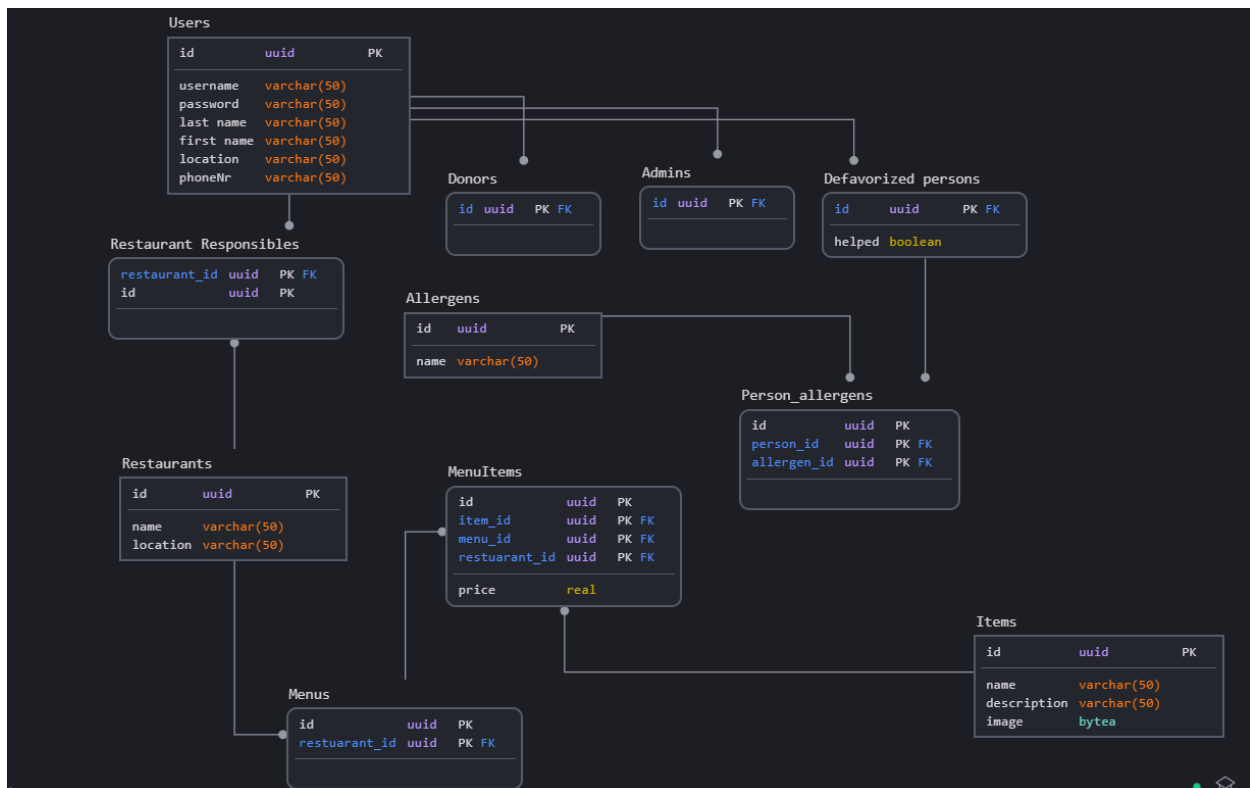 Users
id uuid PK
username varchar(50)
password varchar(50)
last name varchar(50)
first name varchar(50)
location varchar(50)
phoneNr varchar(50)
Donors
id uuid PK FK
Admins
id uuid PK FK
Defavorized persons
id uuid PK FK
helped boolean
Restaurant Responsibles
restaurant_id uuid PK FK
id uuid PK
Allergens
id uuid PK
name varchar(50)
Person_allergens
id uuid PK
person_id uuid PK FK
allergen_id uuid PK FK
Restaurants
id uuid PK
name varchar(50)
location varchar(50)
MenuItems
id uuid PK
item_id uuid PK FK
menu_id uuid PK FK
restuarant_id uuid PK FK
price real
Items
id uuid PK
name varchar(50)
description varchar(50)
image bytea
Menus
id uuid PK
restuarant_id uuid PK FK